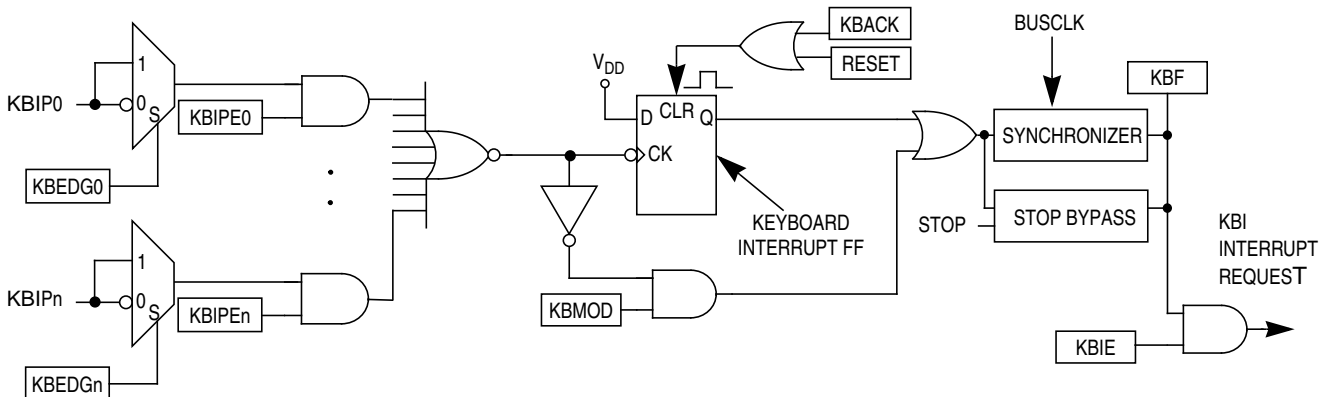 KBACK
RESET
BUSCLK
KBF
VDD
KBIP0
1
0
S
KBIPE0
KBEDG0
D
CLR
Q
CK
SYNCHRONIZER
KEYBOARD
INTERRUPT FF
STOP
STOP BYPASS
KBI
INTERRUPT
REQUEST
KBIPn
1
0
S
KBIPEn
KBEDGn
KBMOD
KBIE